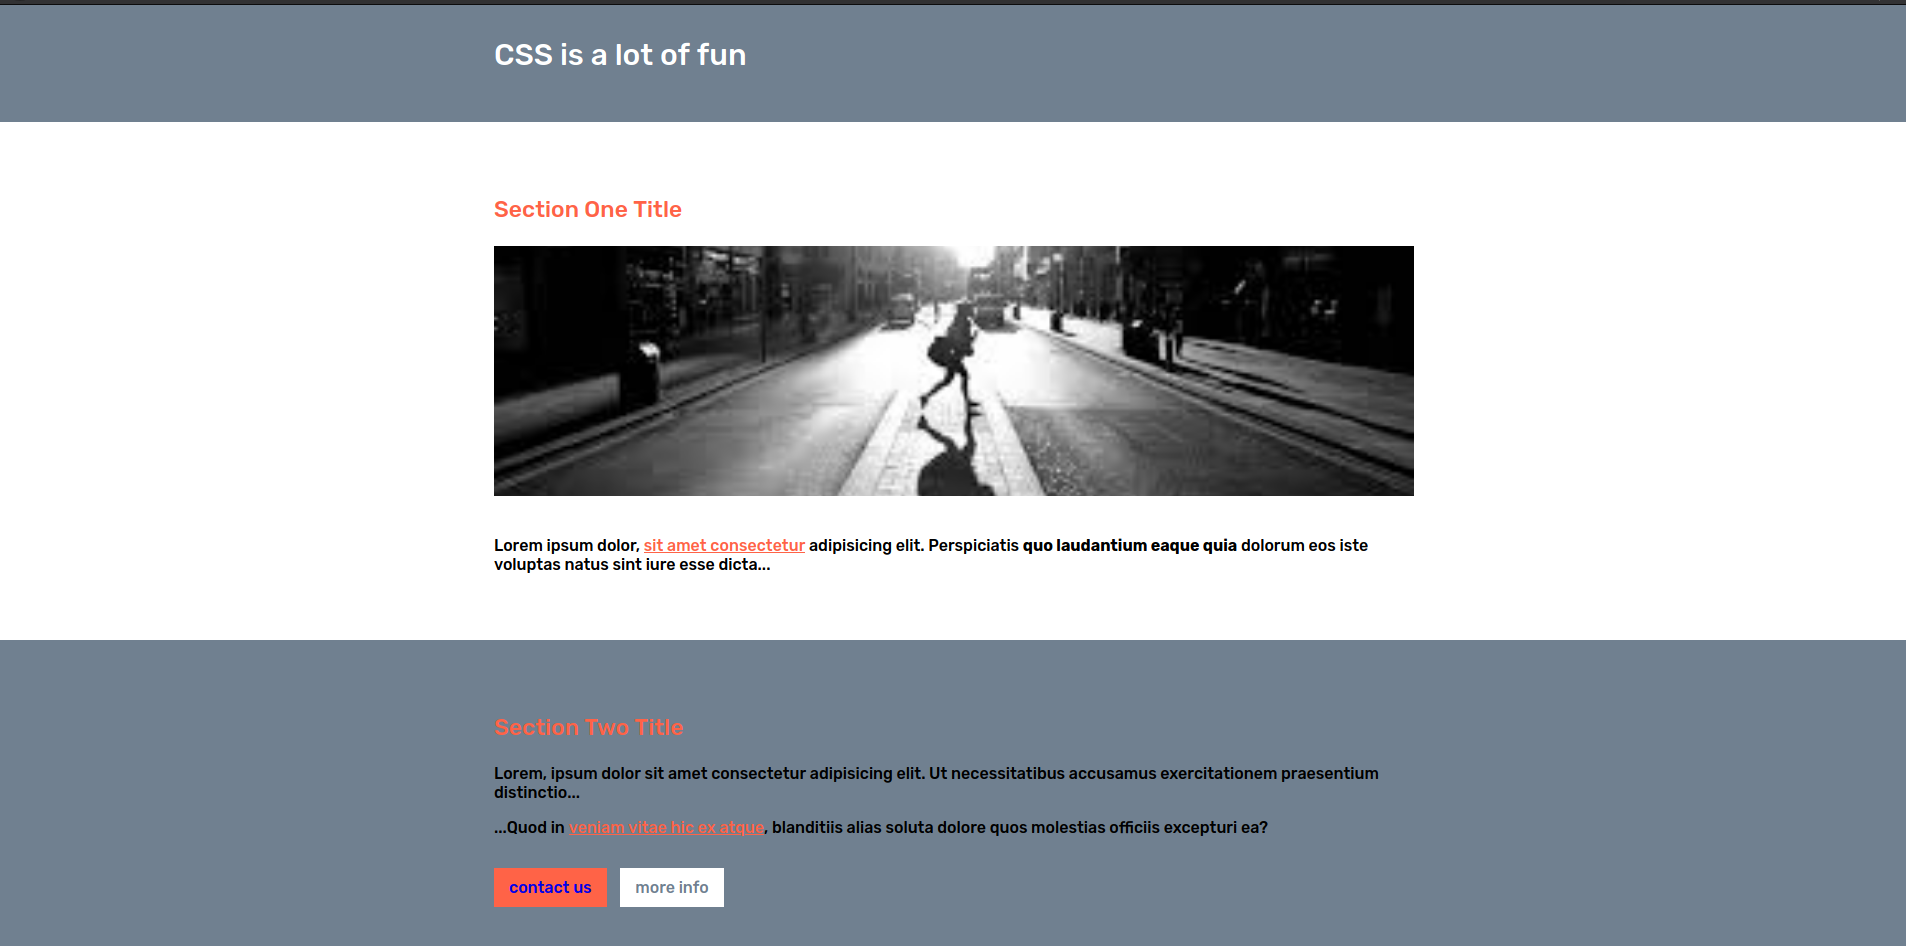 CSS is a lot of fun
Section One Title
Lorem ipsum dolor, sit amet consectetur adipisicing elit. Perspiciatis quo laudantium eaque quia dolorum eos iste
voluptas natus sint iure esse dicta...
Section Two Title
Lorem, ipsum dolor sit amet consectetur adipisicing elit. Ut necessitatibus accusamus exercitationem praesentium
distinctio...
...Quod in veniam vitae hic ex atque, blanditiis alias soluta dolore quos molestias officiis excepturi ea?
contact us
more info